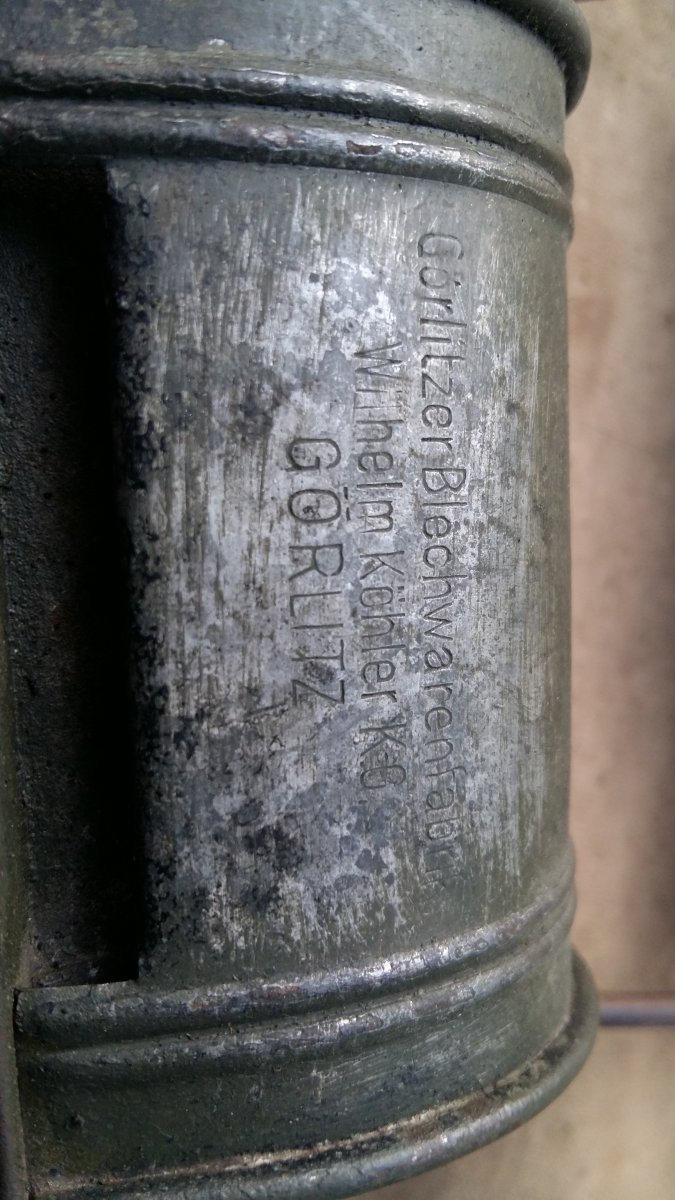 Görlitzer Blechwarenfabrik
Wilhelm Köhler KG
GÖRLITZ